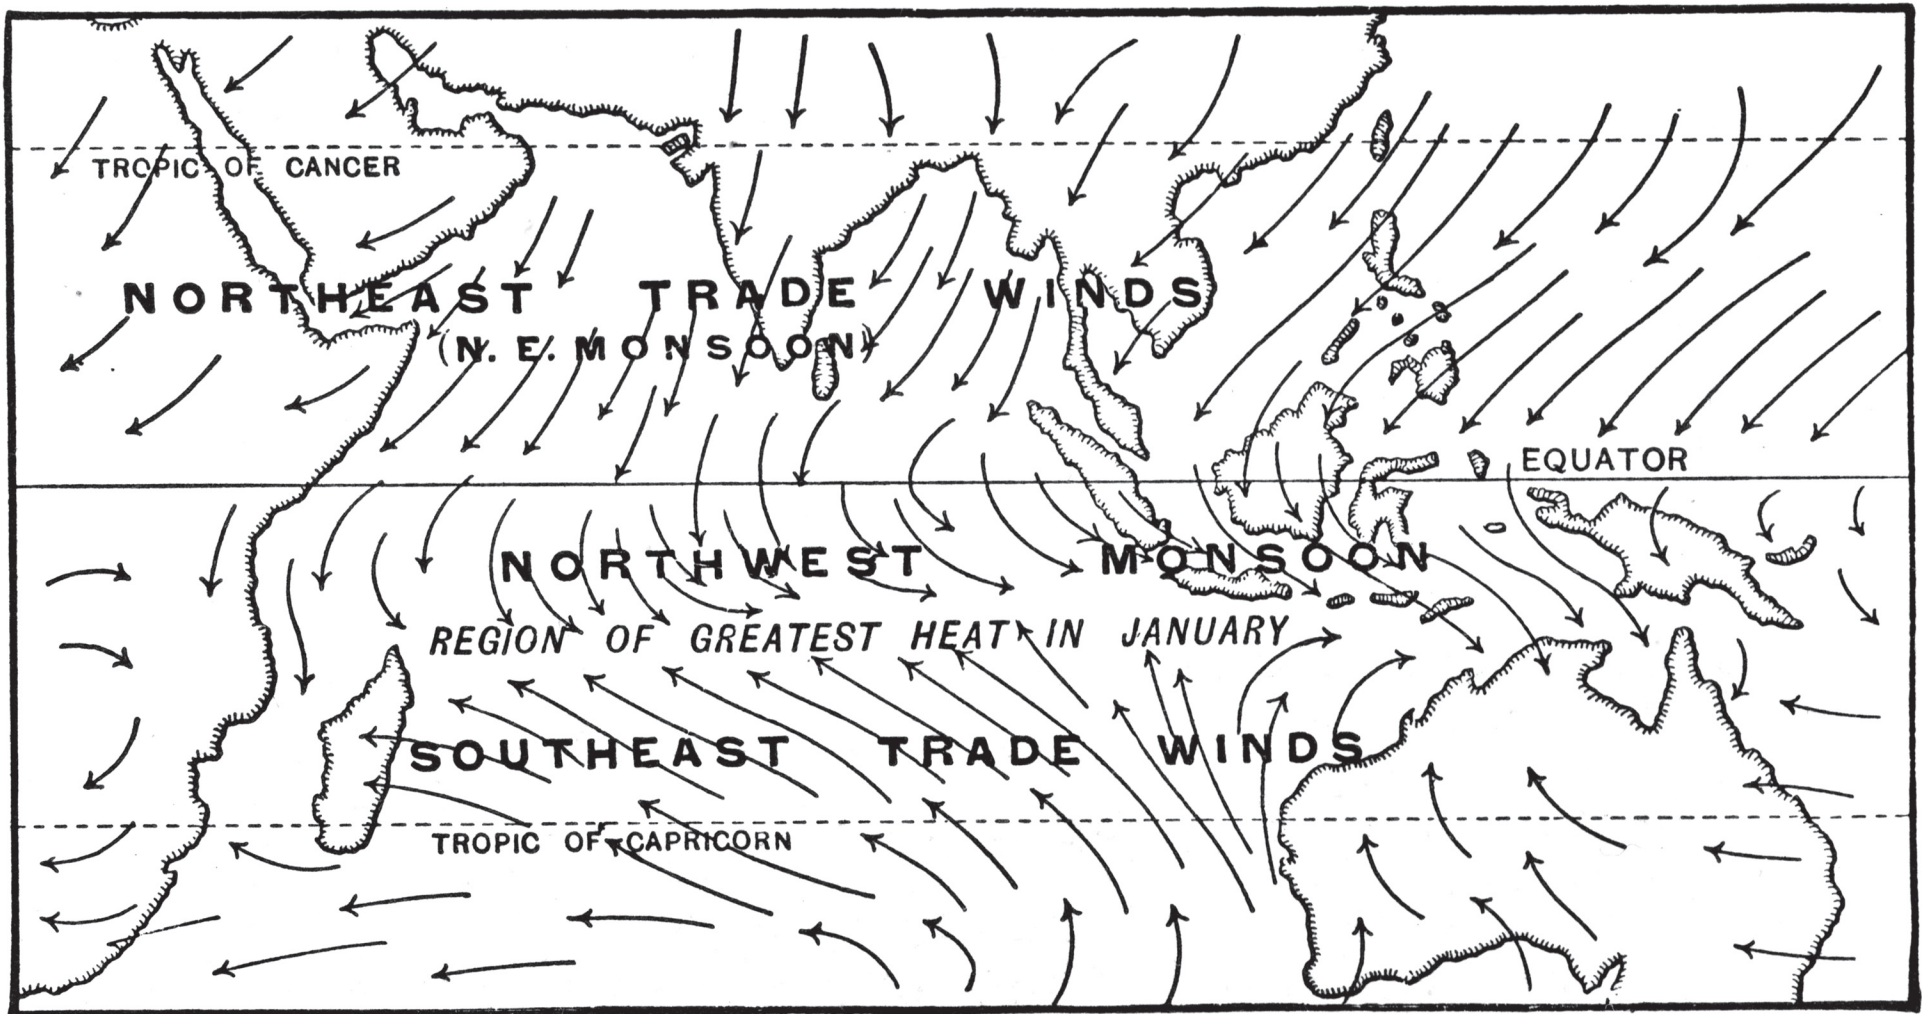 TROPIC OF CANCER
NORTHEAST TRADE WINDS
(N. E. MONSOON)
EQUATOR
NORTHWEST MONSOON
REGION OF GREATEST HEAT IN JANUARY
SOUTHEAST TRADE WINDS
TROPIC OF CAPRICORN